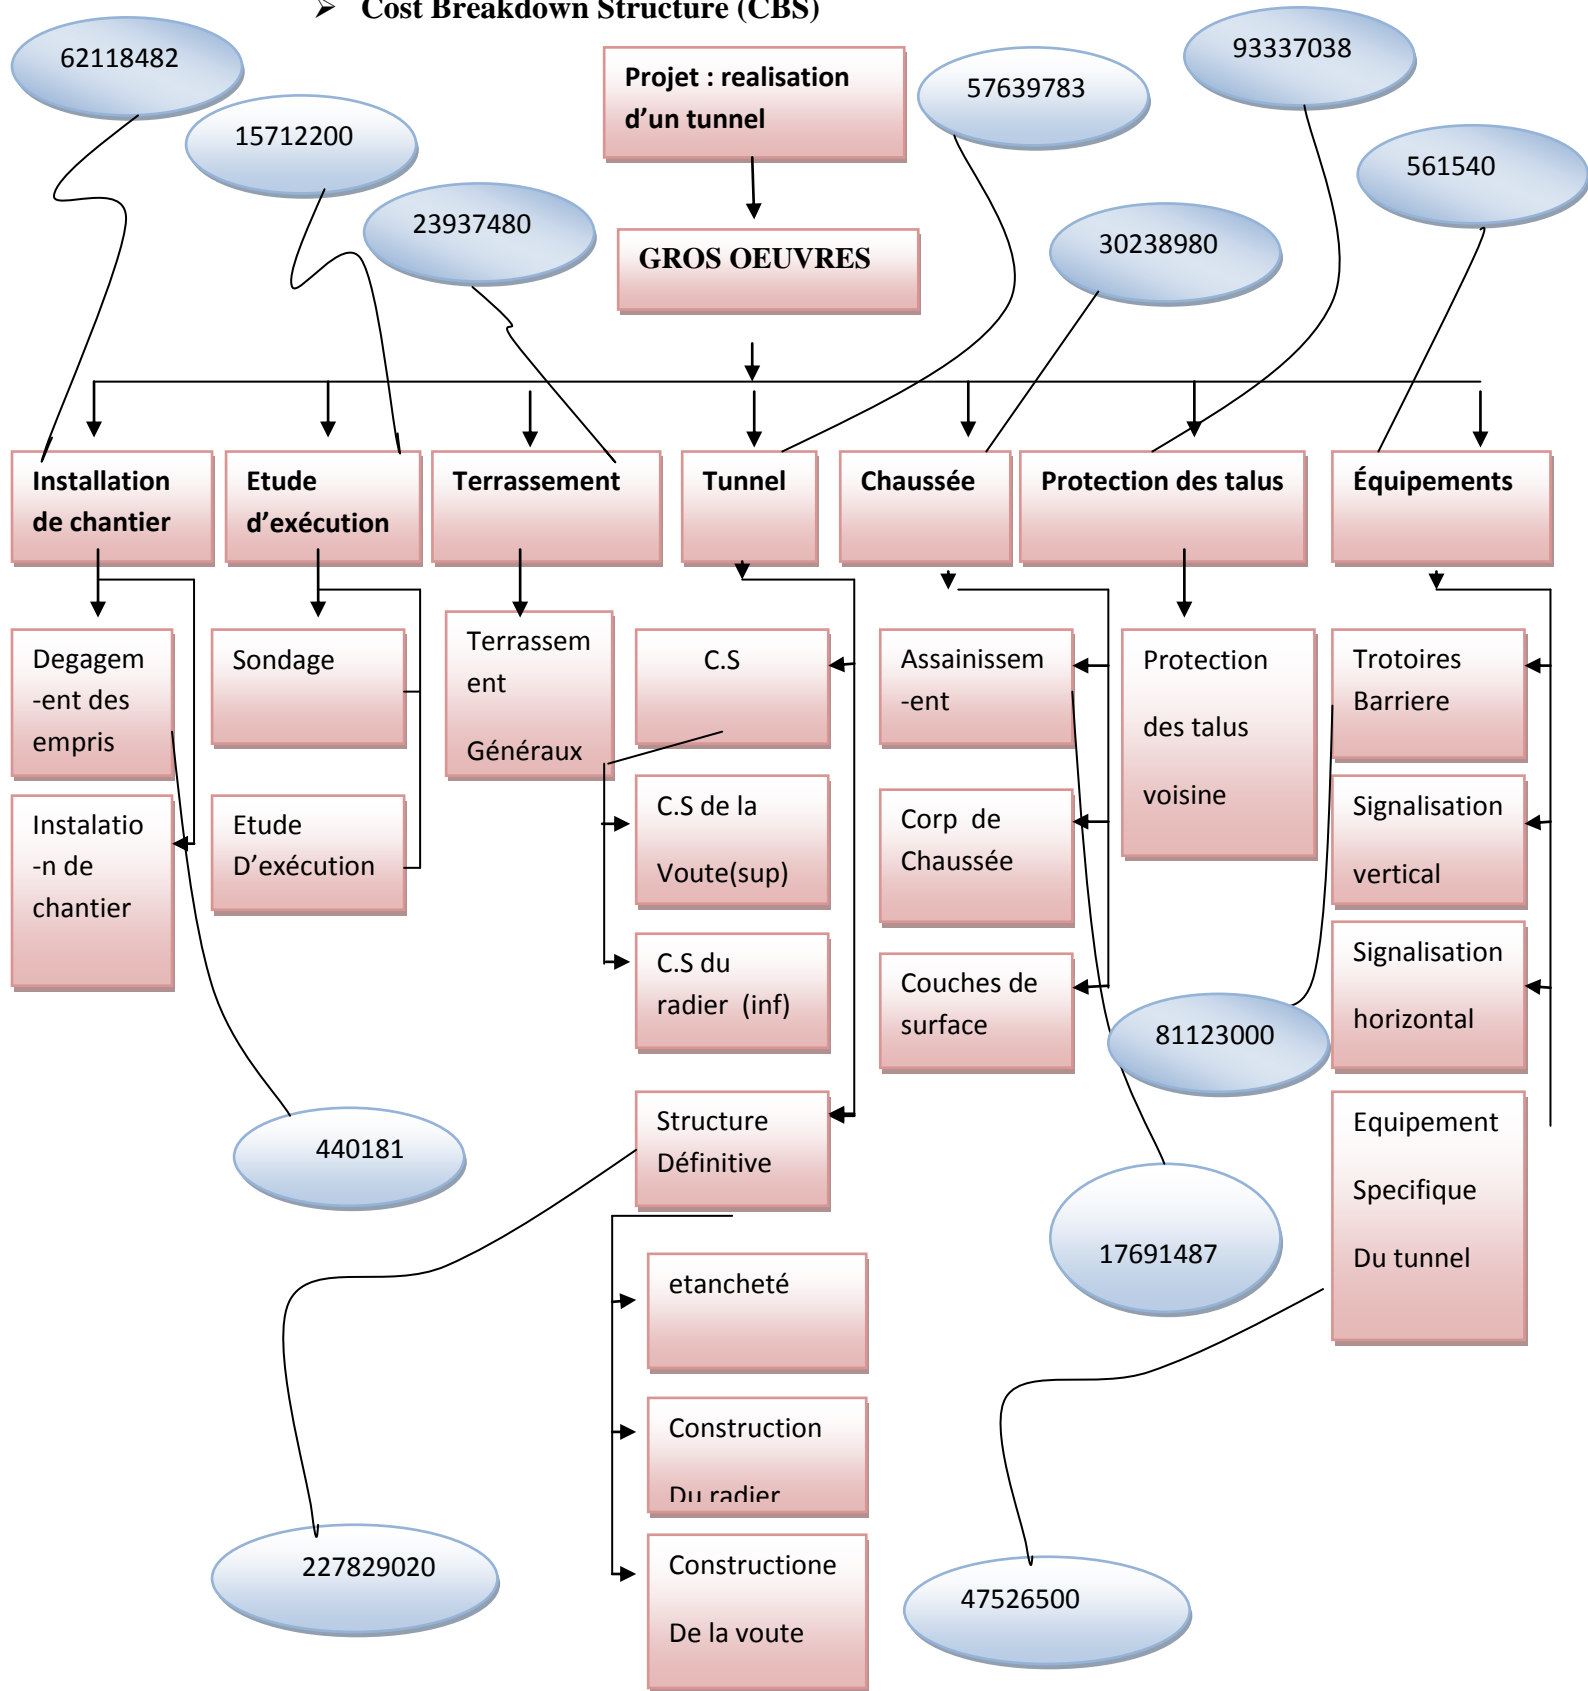 ➢ Cost Breakdown Structure (CBS)
62118482
15712200
23937480
Projet : realisation
d'un tunnel
57639783
93337038
30238980
561540
GROS OEUVRES
Installation
de chantier
Etude
d'exécution
Terrassement
Tunnel
Chaussée
Protection des talus
Équipements
Degagem
-ent des
empris
Instalatio
-n de
chantier
Sondage
Etude
D'exécution
Terrassem
ent
Généraux
C.S
C.S de la
Voute(sup)
C.S du
radier (inf)
Structure
Définitive
etancheté
Construction
Du radier
Constructione
De la voute
Assainissem
-ent
Corp de
Chaussée
Couches de
surface
Protection
des talus
voisine
Trotoires
Barriere
Signalisation
vertical
Signalisation
horizontal
Equipement
Specifique
Du tunnel
81123000
440181
17691487
227829020
47526500